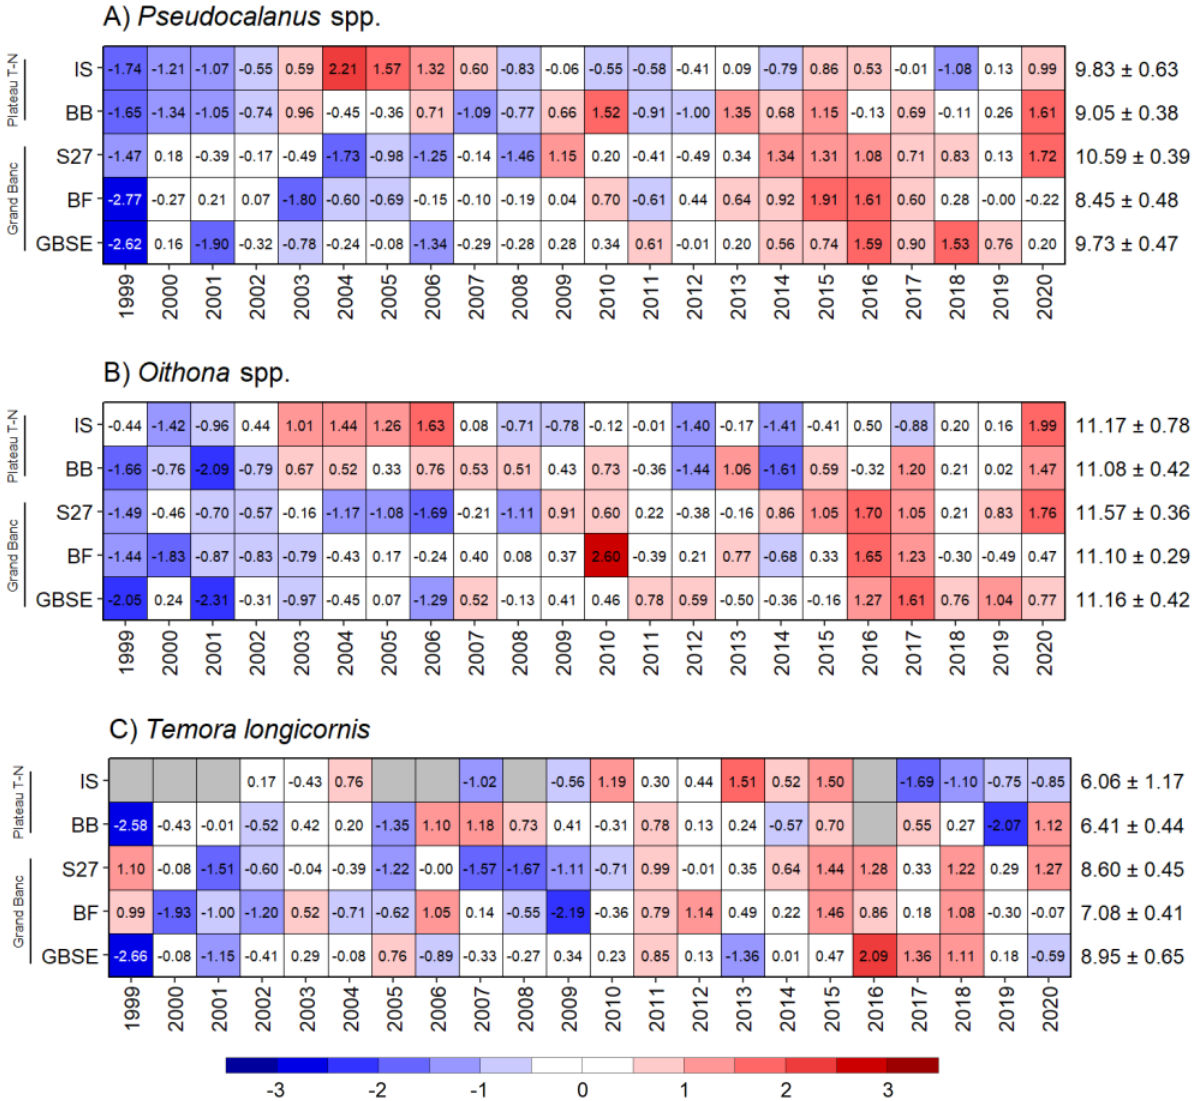 A) Pseudocalanus spp.
Plateau T-N
Grand Banc
IS -1.74 -1.21 -1.07 -0.55 0.59 2.21 1.57 1.32 0.60 -0.83 -0.06 -0.55 -0.58 -0.41 0.09 -0.79 0.86 0.53 -0.01 -1.08 0.13 0.99 9.83 ± 0.63
BB -1.65 -1.34 -1.05 -0.74 0.96 -0.45 -0.36 0.71 -1.09 -0.77 0.66 1.52 -0.91 -1.00 1.35 0.68 1.15 -0.13 0.69 -0.11 0.26 1.61 9.05 ± 0.38
S27 -1.47 0.18 -0.39 -0.17 -0.49 -1.73 -0.98 -1.25 -0.14 -1.46 1.15 0.20 -0.41 -0.49 0.34 1.34 1.31 1.08 0.71 0.83 0.13 1.72 10.59 ± 0.39
BF -2.77 -0.27 0.21 0.07 -1.80 -0.60 -0.69 -0.15 -0.10 -0.19 0.04 0.70 -0.61 0.44 0.64 0.92 1.91 1.61 0.60 0.28 -0.00 -0.22 8.45 ± 0.48
GBSE -2.62 0.16 -1.90 -0.32 -0.78 -0.24 -0.08 -1.34 -0.29 -0.28 0.28 0.34 0.61 -0.01 0.20 0.56 0.74 1.59 0.90 1.53 0.76 0.20 9.73 ± 0.47
1999 2000 2001 2002 2003 2004 2005 2006 2007 2008 2009 2010 2011 2012 2013 2014 2015 2016 2017 2018 2019 2020
B) Oithona spp.
Plateau T-N
Grand Banc
IS -0.44 -1.42 -0.96 0.44 1.01 1.44 1.26 1.63 0.08 -0.71 -0.78 -0.12 -0.01 -1.40 -0.17 -1.41 -0.41 0.50 -0.88 0.20 0.16 1.99 11.17 ± 0.78
BB -1.66 -0.76 -2.09 -0.79 0.67 0.52 0.33 0.76 0.53 0.51 0.43 0.73 -0.36 -1.44 1.06 -1.61 0.59 -0.32 1.20 0.21 0.02 1.47 11.08 ± 0.42
S27 -1.49 -0.46 -0.70 -0.57 -0.16 -1.17 -1.08 -1.69 -0.21 -1.11 0.91 0.60 0.22 -0.38 -0.16 0.86 1.05 1.70 1.05 0.21 0.83 1.76 11.57 ± 0.36
BF -1.44 -1.83 -0.87 -0.83 -0.79 -0.43 0.17 -0.24 0.40 0.08 0.37 2.60 -0.39 0.21 0.77 -0.68 0.33 1.65 1.23 -0.30 -0.49 0.47 11.10 ± 0.29
GBSE -2.05 0.24 -2.31 -0.31 -0.97 -0.45 0.07 -1.29 0.52 -0.13 0.41 0.46 0.78 0.59 -0.50 -0.36 -0.16 1.27 1.61 0.76 1.04 0.77 11.16 ± 0.42
1999 2000 2001 2002 2003 2004 2005 2006 2007 2008 2009 2010 2011 2012 2013 2014 2015 2016 2017 2018 2019 2020
C) Temora longicornis
Plateau T-N
Grand Banc
IS 0.17 -0.43 0.76 -1.02 -0.56 1.19 0.30 0.44 1.51 0.52 1.50 -1.69 -1.10 -0.75 -0.85 6.06 ± 1.17
BB -2.58 -0.43 -0.01 -0.52 0.42 0.20 -1.35 1.10 1.18 0.73 0.41 -0.31 0.78 0.13 0.24 -0.57 0.70 0.55 0.27 -2.07 1.12 6.41 ± 0.44
S27 1.10 -0.08 -1.51 -0.60 -0.04 -0.39 -1.22 -0.00 -1.57 -1.67 -1.11 -0.71 0.99 -0.01 0.35 0.64 1.44 1.28 0.33 1.22 0.29 1.27 8.60 ± 0.45
BF 0.99 -1.93 -1.00 -1.20 0.52 -0.71 -0.62 1.05 0.14 -0.55 -2.19 -0.36 0.79 1.14 0.49 0.22 1.46 0.86 0.18 1.08 -0.30 -0.07 7.08 ± 0.41
GBSE -2.66 -0.08 -1.15 -0.41 0.29 -0.08 0.76 -0.89 -0.33 -0.27 0.34 0.23 0.85 0.13 -1.36 0.01 0.47 2.09 1.36 1.11 0.18 -0.59 8.95 ± 0.65
1999 2000 2001 2002 2003 2004 2005 2006 2007 2008 2009 2010 2011 2012 2013 2014 2015 2016 2017 2018 2019 2020
-3 -2 -1 0 1 2 3